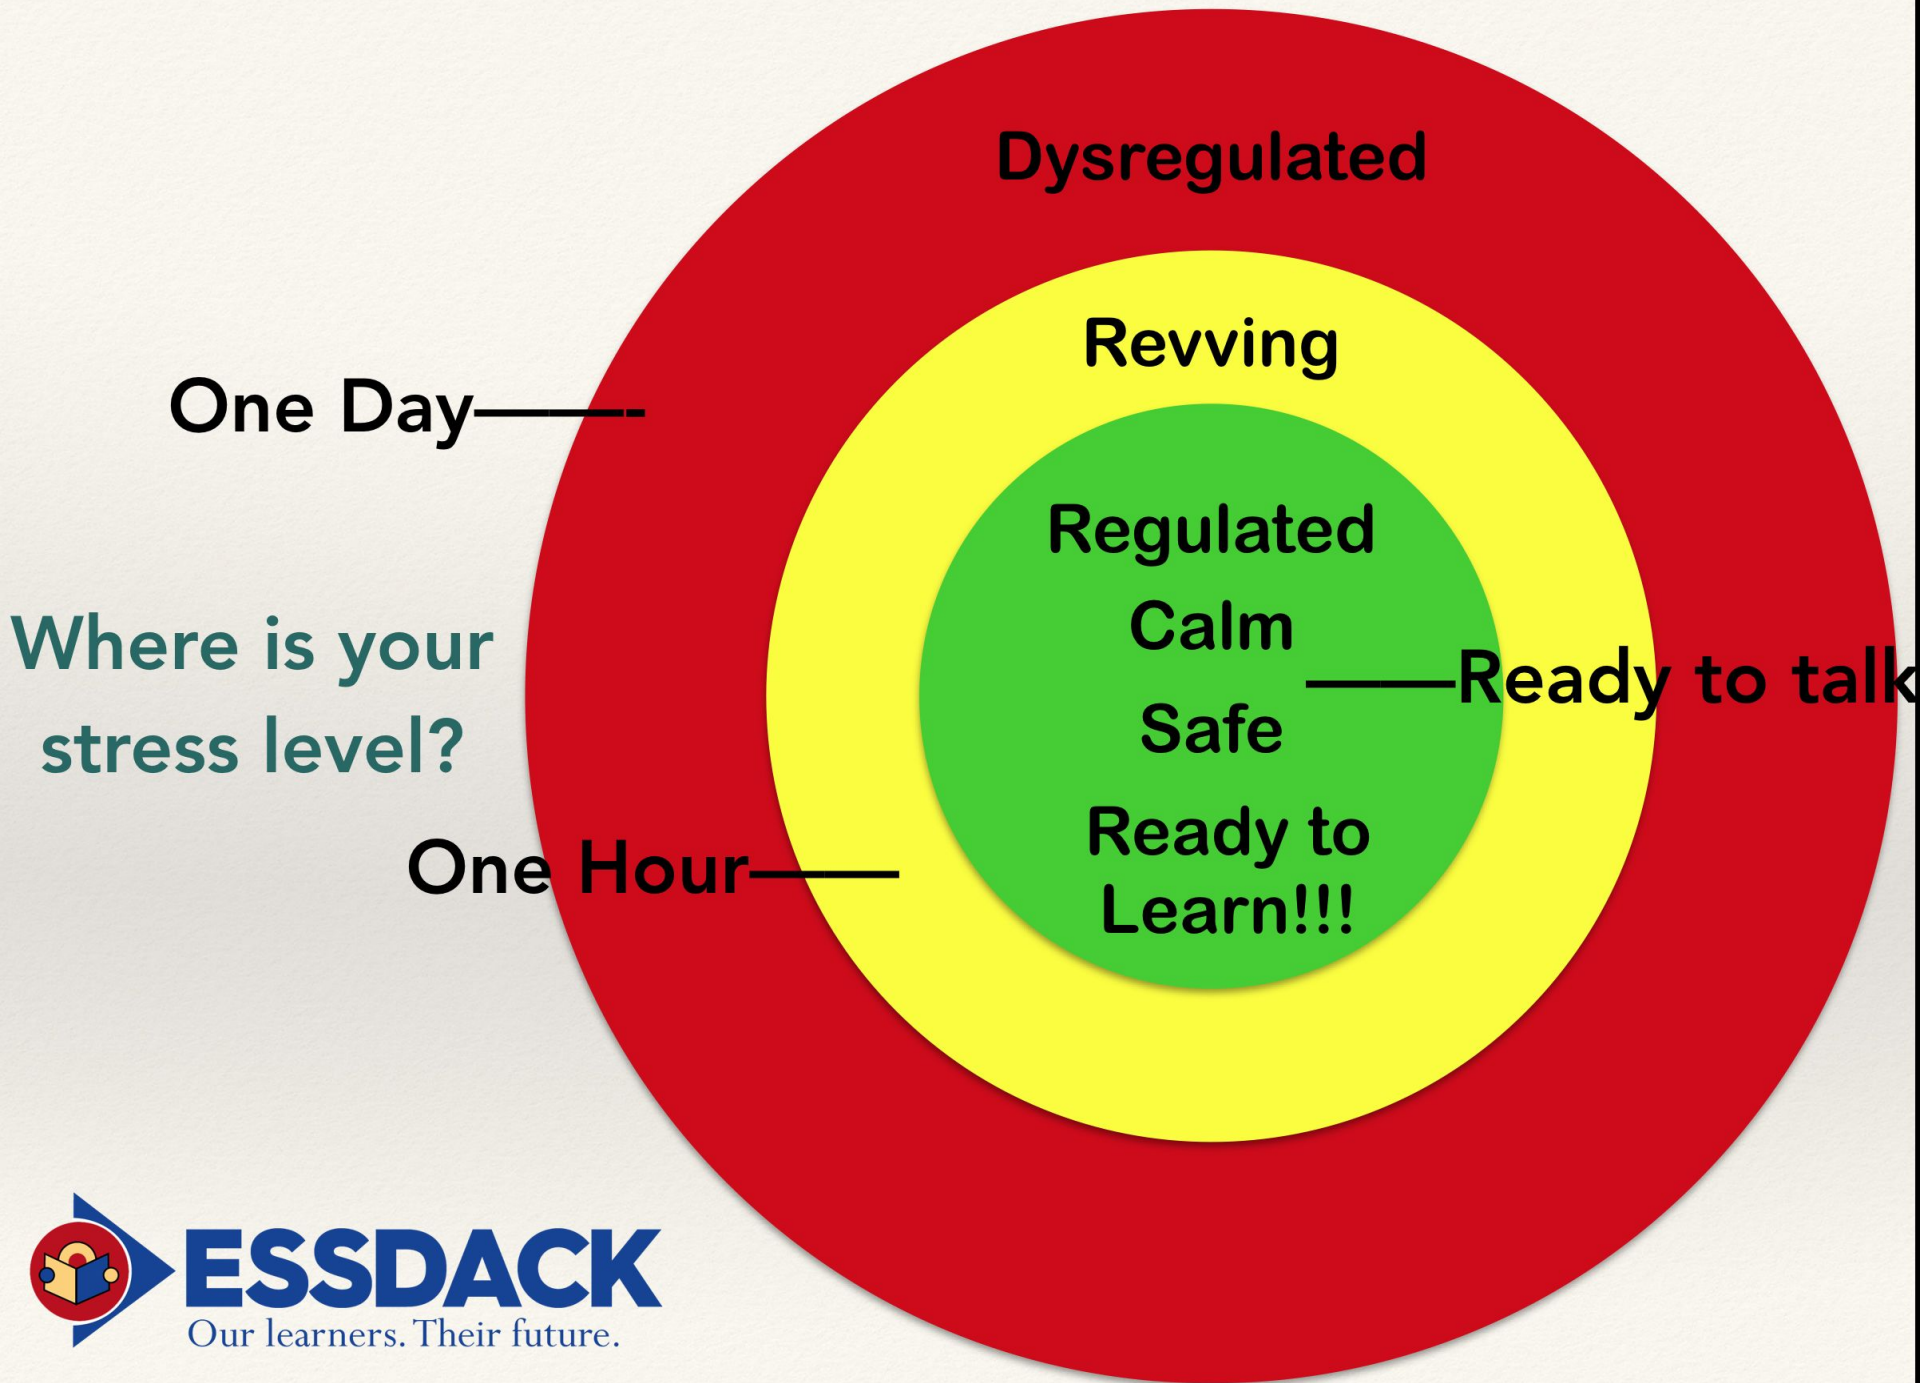 Dysregulated
Revving
One Day———-
Regulated
Calm
Where is your
stress level?
——Ready to talk
Safe
Ready to
Learn!!!
One Hour——
ESSDACK
Our learners. Their future.